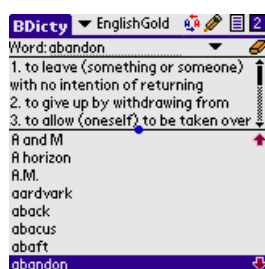 BDicty EnglishGold 2
Word: abandon
1. to leave (something or someone)
with no intention of returning
2. to give up by withdrawing from
3. to allow (oneself) to be taken over
A and M
A horizon
A.M.
aardvark
aback
abacus
abaft
abandon